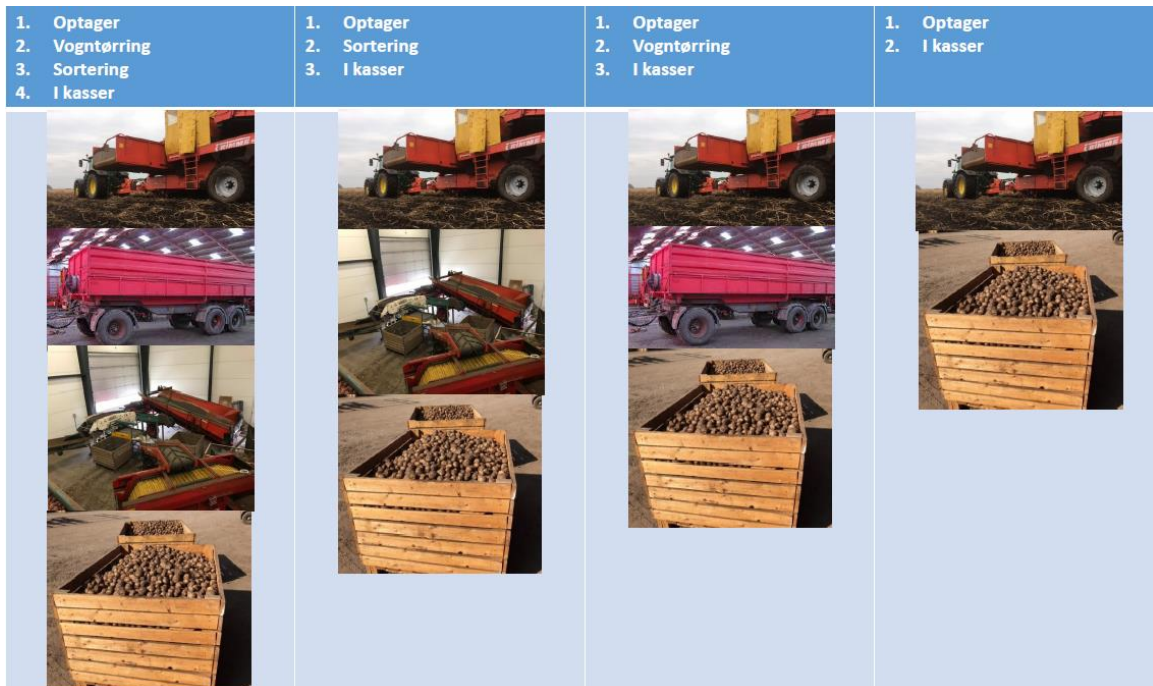 1. Optager
2. Vogntørring
3. Sortering
4. I kasser
1. Optager
2. Sortering
3. I kasser
1. Optager
2. Vogntørring
3. I kasser
1. Optager
2. I kasser